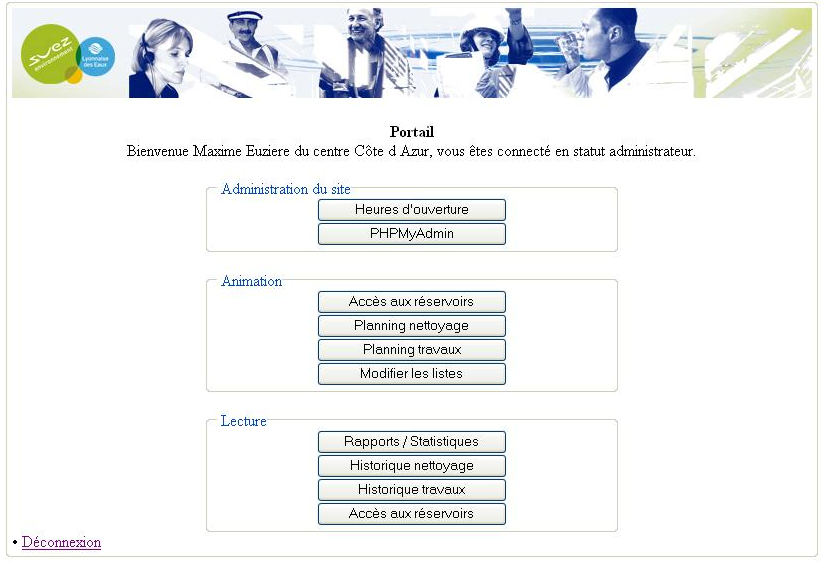 suez
environnement
Lyonnaise
des Eaux
Portail
Bienvenue Maxime Euziere du centre Côte d Azur, vous êtes connecté en statut administrateur.
Administration du site
Heures d'ouverture
PHPMyAdmin
Animation
Accès aux réservoirs
Planning nettoyage
Planning travaux
Modifier les listes
Lecture
Rapports / Statistiques
Historique nettoyage
Historique travaux
Accès aux réservoirs
• Déconnexion